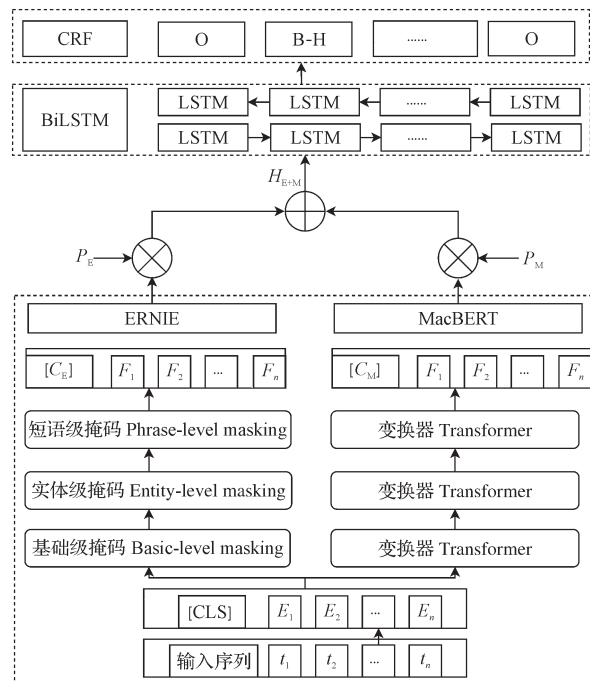 CRF O B-H ...... O
LSTM LSTM ...... LSTM
BiLSTM
LSTM LSTM ...... LSTM
H_{E+M}
P_E P_M
ERNIE MacBERT
[C_E] F_1 F_2 ... F_n [C_M] F_1 F_2 ... F_n
短语级掩码 Phrase-level masking 变换器 Transformer
实体级掩码 Entity-level masking 变换器 Transformer
基础级掩码 Basic-level masking 变换器 Transformer
[CLS] E_1 E_2 ... E_n
输入序列 t_1 t_2 ... t_n